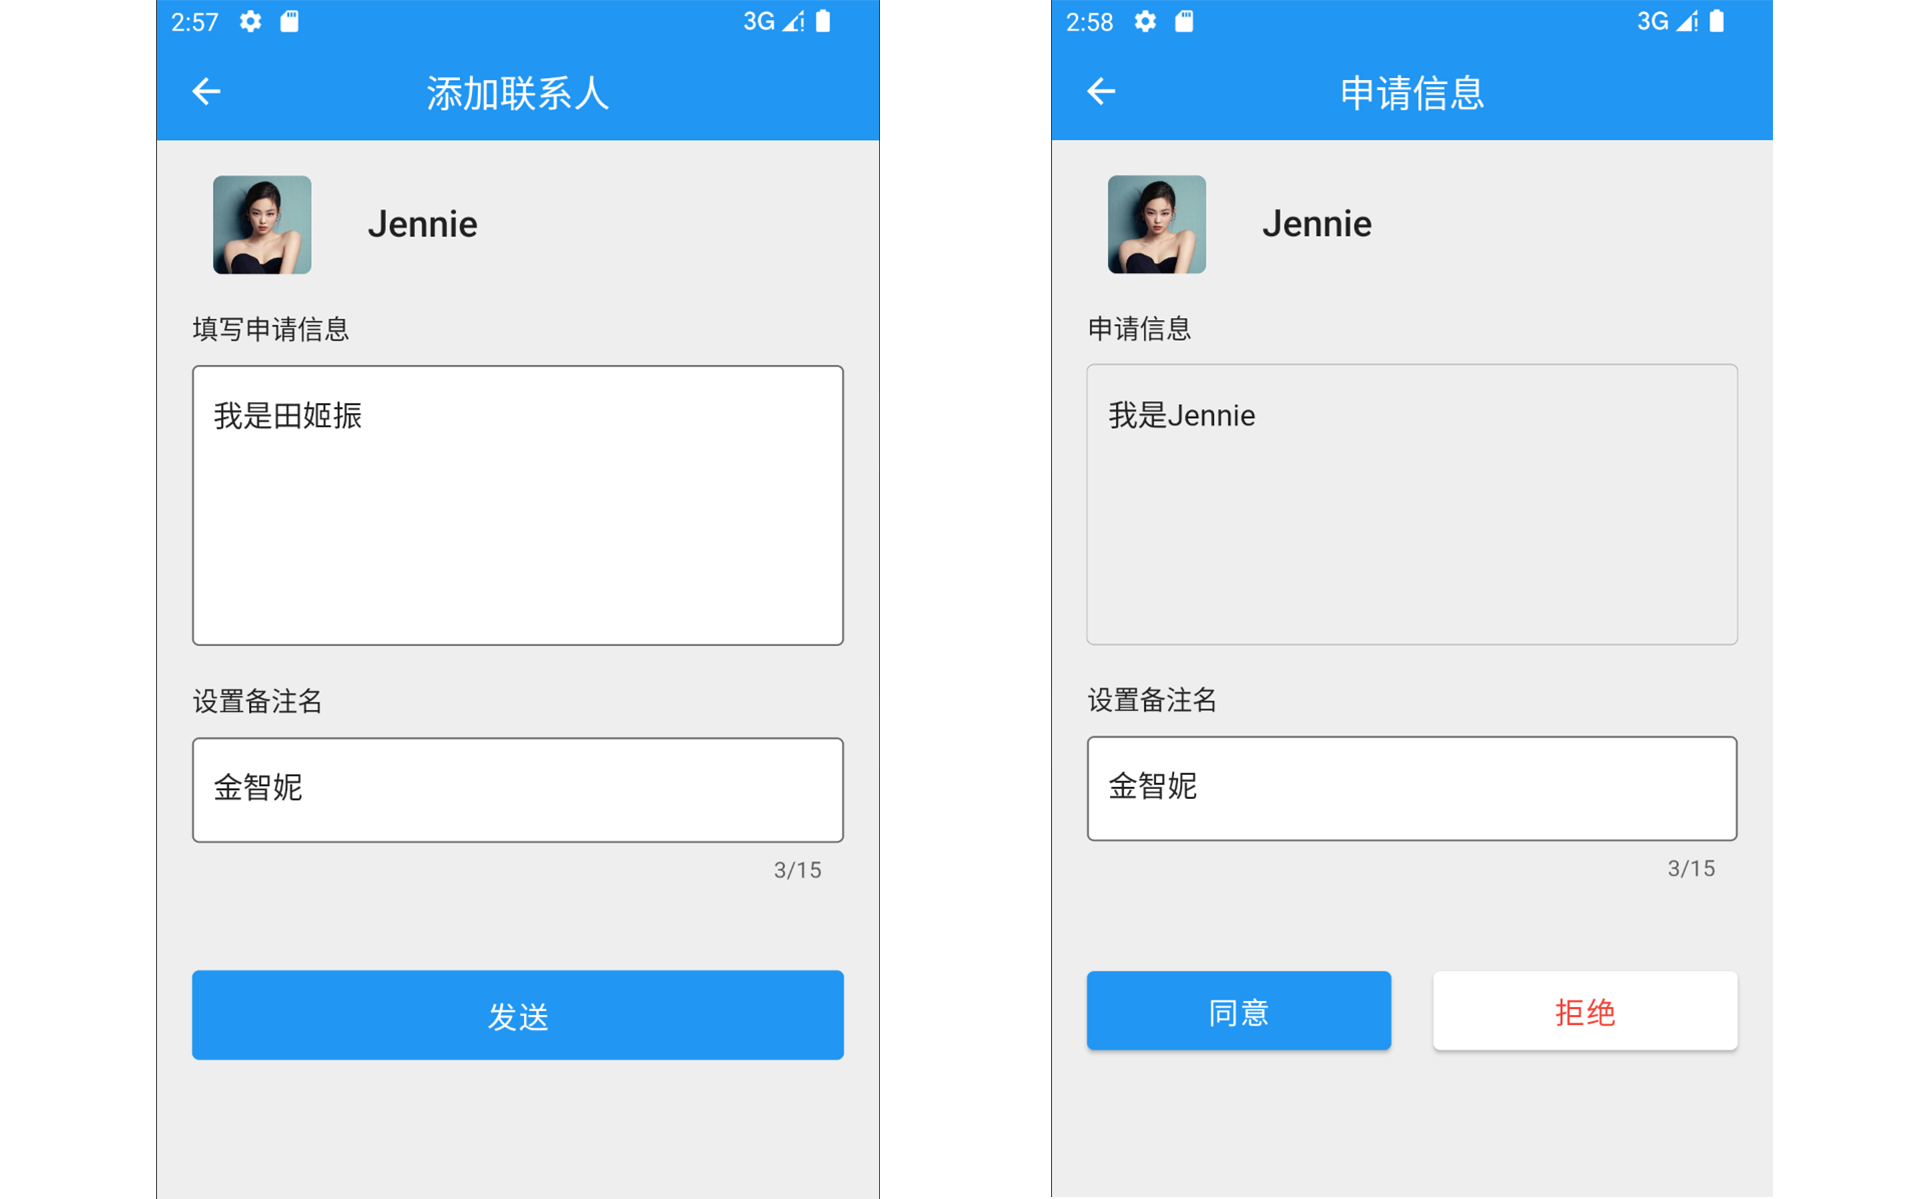 2:57 3G
添加联系人
Jennie
填写申请信息
我是田姬振
设置备注名
金智妮
3/15
发送
2:58 3G
申请信息
Jennie
申请信息
我是Jennie
设置备注名
金智妮
3/15
同意 拒绝